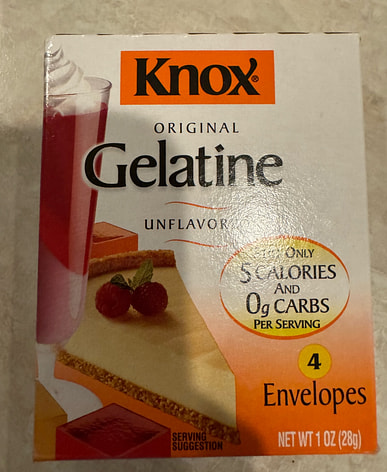 Knox®
ORIGINAL
Gelatine
ONLY
5 CALORIES
AND
0g CARBS
PER SERVING
4
Envelopes
SERVING
SUGGESTION
NET WT 1 OZ (28g)